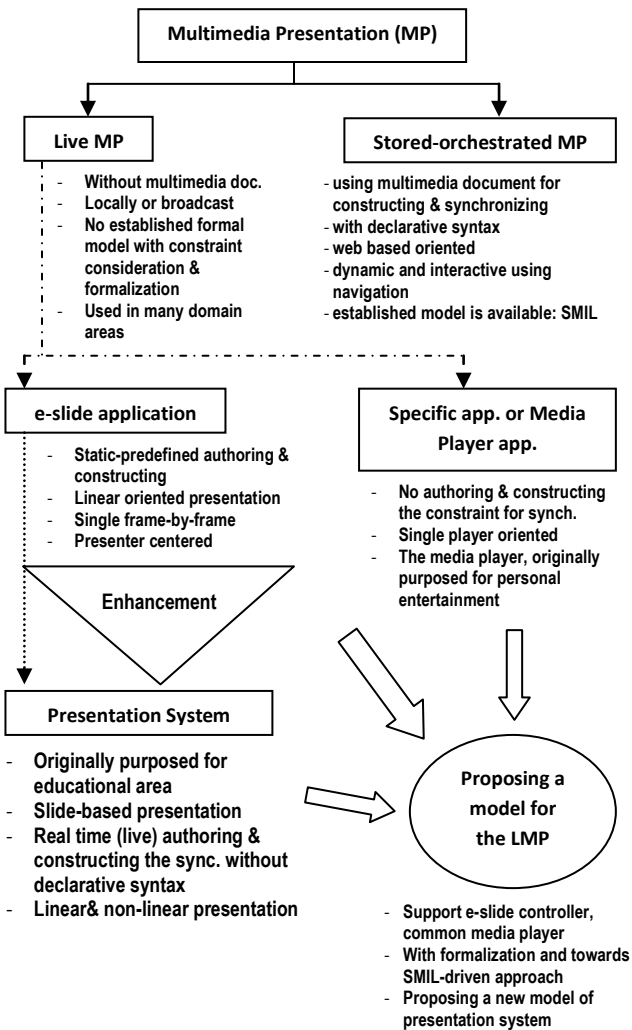 Multimedia Presentation (MP)
Live MP
- Without multimedia doc.
- Locally or broadcast
- No established formal
model with constraint
consideration &
formalization
- Used in many domain
areas
Stored-orchestrated MP
- using multimedia document for
constructing & synchronizing
- with declarative syntax
- web based oriented
- dynamic and interactive using
navigation
- established model is available: SMIL
e-slide application
- Static-predefined authoring &
constructing
- Linear oriented presentation
- Single frame-by-frame
- Presenter centered
Specific app. or Media
Player app.
- No authoring & constructing
the constraint for synch.
- Single player oriented
- The media player, originally
purposed for personal
entertainment
Enhancement
Presentation System
- Originally purposed for
educational area
- Slide-based presentation
- Real time (live) authoring &
constructing the sync. without
declarative syntax
- Linear& non-linear presentation
Proposing a
model for
the LMP
- Support e-slide controller,
common media player
- With formalization and towards
SMIL-driven approach
- Proposing a new model of
presentation system